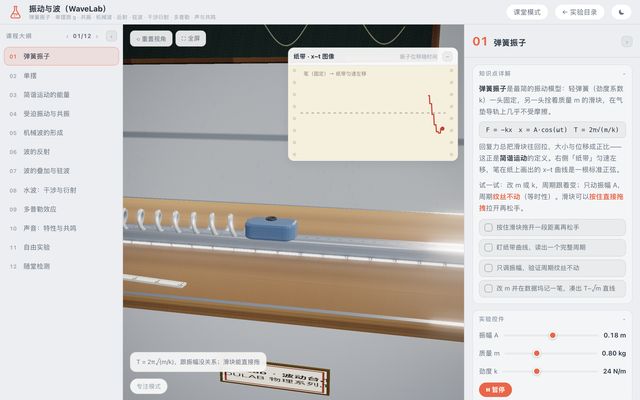 振动与波（WaveLab）
弹簧振子 · 单摆测 g · 共振 · 机械波 · 反射 · 驻波 · 干涉衍射 · 多普勒 · 声与共鸣
课堂模式
← 实验目录
课程大纲
‹ 01/12 ›
01 弹簧振子
02 单摆
03 简谐运动的能量
04 受迫振动与共振
05 机械波的形成
06 波的反射
07 波的叠加与驻波
08 水波：干涉与衍射
09 多普勒效应
10 声音：特性与共鸣
11 自由实验
12 随堂检测
重置视角
全屏
纸带 · x–t 图像
振子位移随时间
笔（固定）→ 纸带匀速左移
T = 2π√(m/k)，跟振幅没关系；滑块能直接拖
专注模式
01 弹簧振子
知识点详解
弹簧振子是最简的振动模型：轻弹簧（劲度系数
k）一头固定，另一头拴着质量 m 的滑块，在气
垫导轨上几乎不受摩擦。
F = −kx x = A·cos(ωt) T = 2π√(m/k)
回复力总把滑块往回拉，大小与位移成正比——
这正是简谐运动的定义。右侧「纸带」匀速左
移，笔在纸上画出的 x–t 曲线是一根标准正弦。
试一试：改 m 或 k，周期跟着变；只动振幅 A，
周期纹丝不动（等时性）。滑块可以按住直接拖
拽拉开再松手。
按住滑块拖开一段距离再松手
盯纸带曲线，读出一个完整周期
只调振幅，验证周期纹丝不动
改 m 并在数据坞记一笔，凑出 T–√m 直线
实验控件
振幅 A 0.18 m
质量 m 0.80 kg
劲度 k 24 N/m
暂停